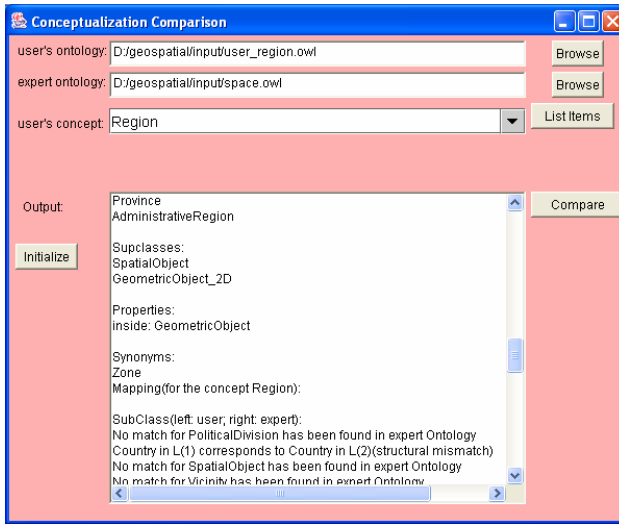 Conceptualization Comparison
user's ontology: D:/geospatial/input/user_region.owl Browse
expert ontology: D:/geospatial/input/space.owl Browse
user's concept: Region List Items
Output: Compare
Initialize
Province
AdministrativeRegion
Supclasses:
SpatialObject
GeometricObject_2D
Properties:
inside: GeometricObject
Synonyms:
Zone
Mapping(for the concept Region):
SubClass(left: user; right: expert):
No match for PoliticalDivision has been found in expert Ontology
Country in L(1) corresponds to Country in L(2)(structural mismatch)
No match for SpatialObject has been found in expert Ontology
No match for Vicinity has been found in expert Ontology